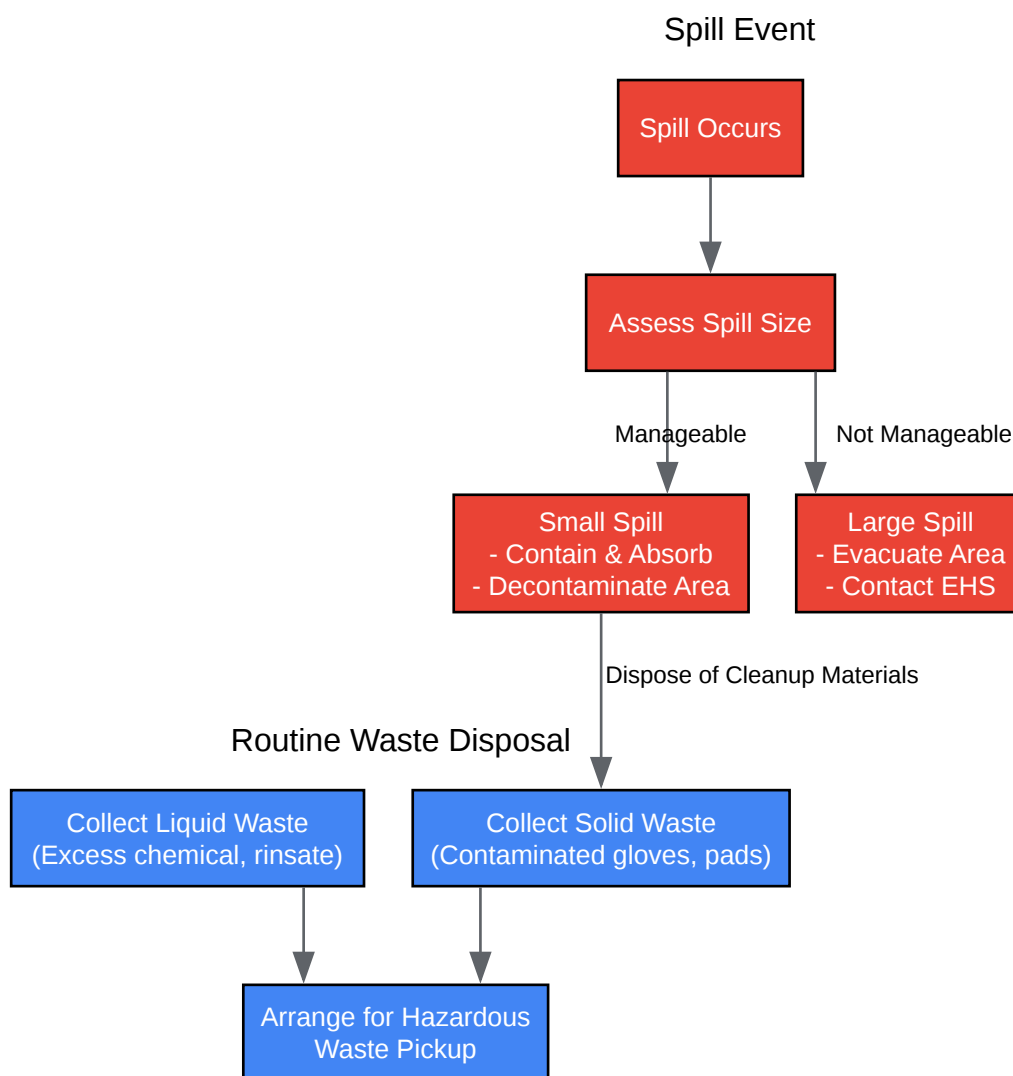 Spill Event
Spill Occurs
Assess Spill Size
Manageable
Not Manageable
Small Spill
- Contain & Absorb
- Decontaminate Area
Large Spill
- Evacuate Area
- Contact EHS
Dispose of Cleanup Materials
Routine Waste Disposal
Collect Liquid Waste
(Excess chemical, rinsate)
Collect Solid Waste
(Contaminated gloves, pads)
Arrange for Hazardous
Waste Pickup